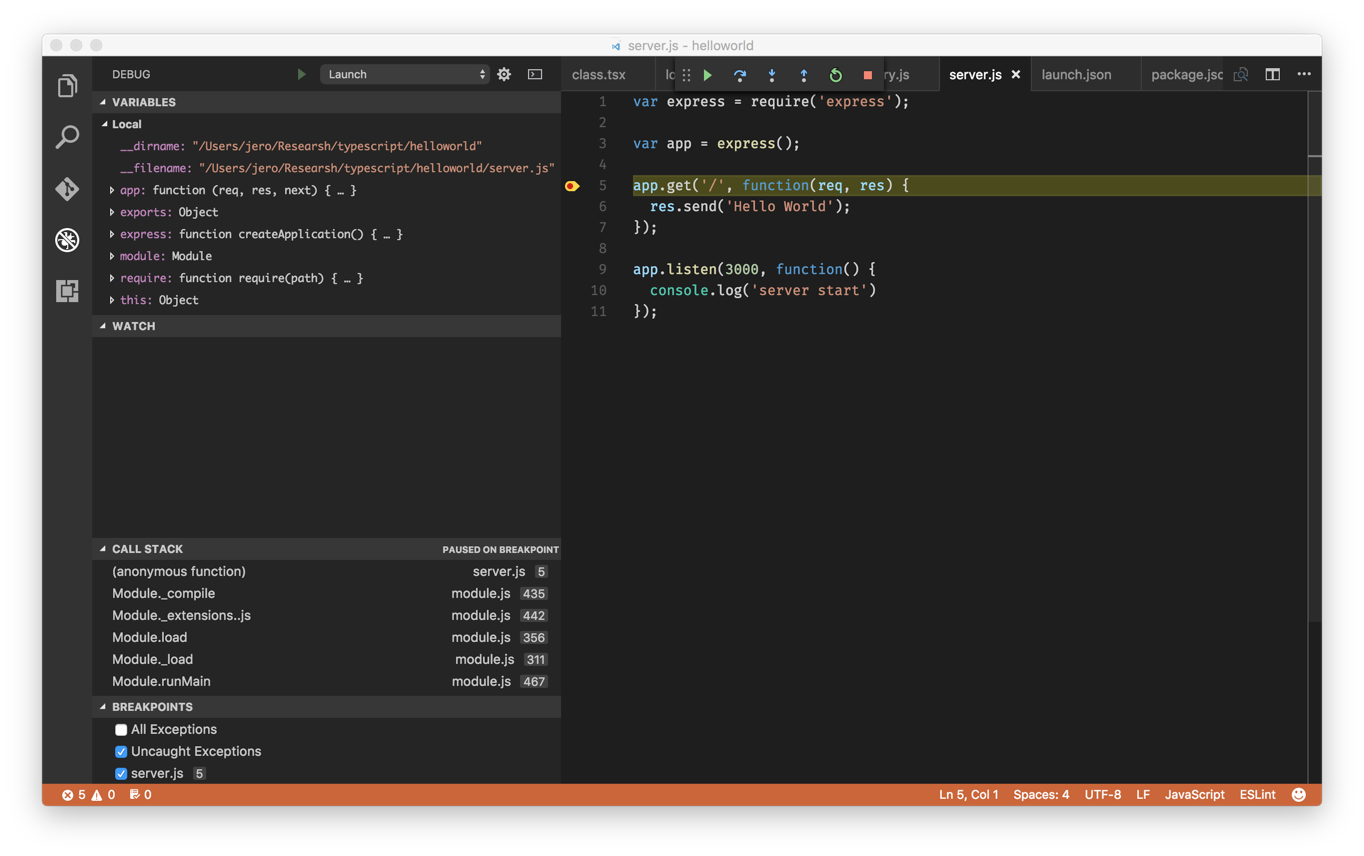 server.js - helloworld
DEBUG
Launch
class.tsx
ry.js
server.js
launch.json
package.jsc
VARIABLES
Local
__dirname: "/Users/jero/Researsh/typescript/helloworld"
__filename: "/Users/jero/Researsh/typescript/helloworld/server.js"
app: function (req, res, next) { … }
exports: Object
express: function createApplication() { … }
module: Module
require: function require(path) { … }
this: Object
WATCH
CALL STACK PAUSED ON BREAKPOINT
(anonymous function) server.js 5
Module._compile module.js 435
Module._extensions..js module.js 442
Module.load module.js 356
Module._load module.js 311
Module.runMain module.js 467
BREAKPOINTS
All Exceptions
Uncaught Exceptions
server.js 5
1 var express = require('express');
2
3 var app = express();
4
5 app.get('/', function(req, res) {
6 res.send('Hello World');
7 });
8
9 app.listen(3000, function() {
10 console.log('server start')
11 });
5 0 0
Ln 5, Col 1 Spaces: 4 UTF-8 LF JavaScript ESLint